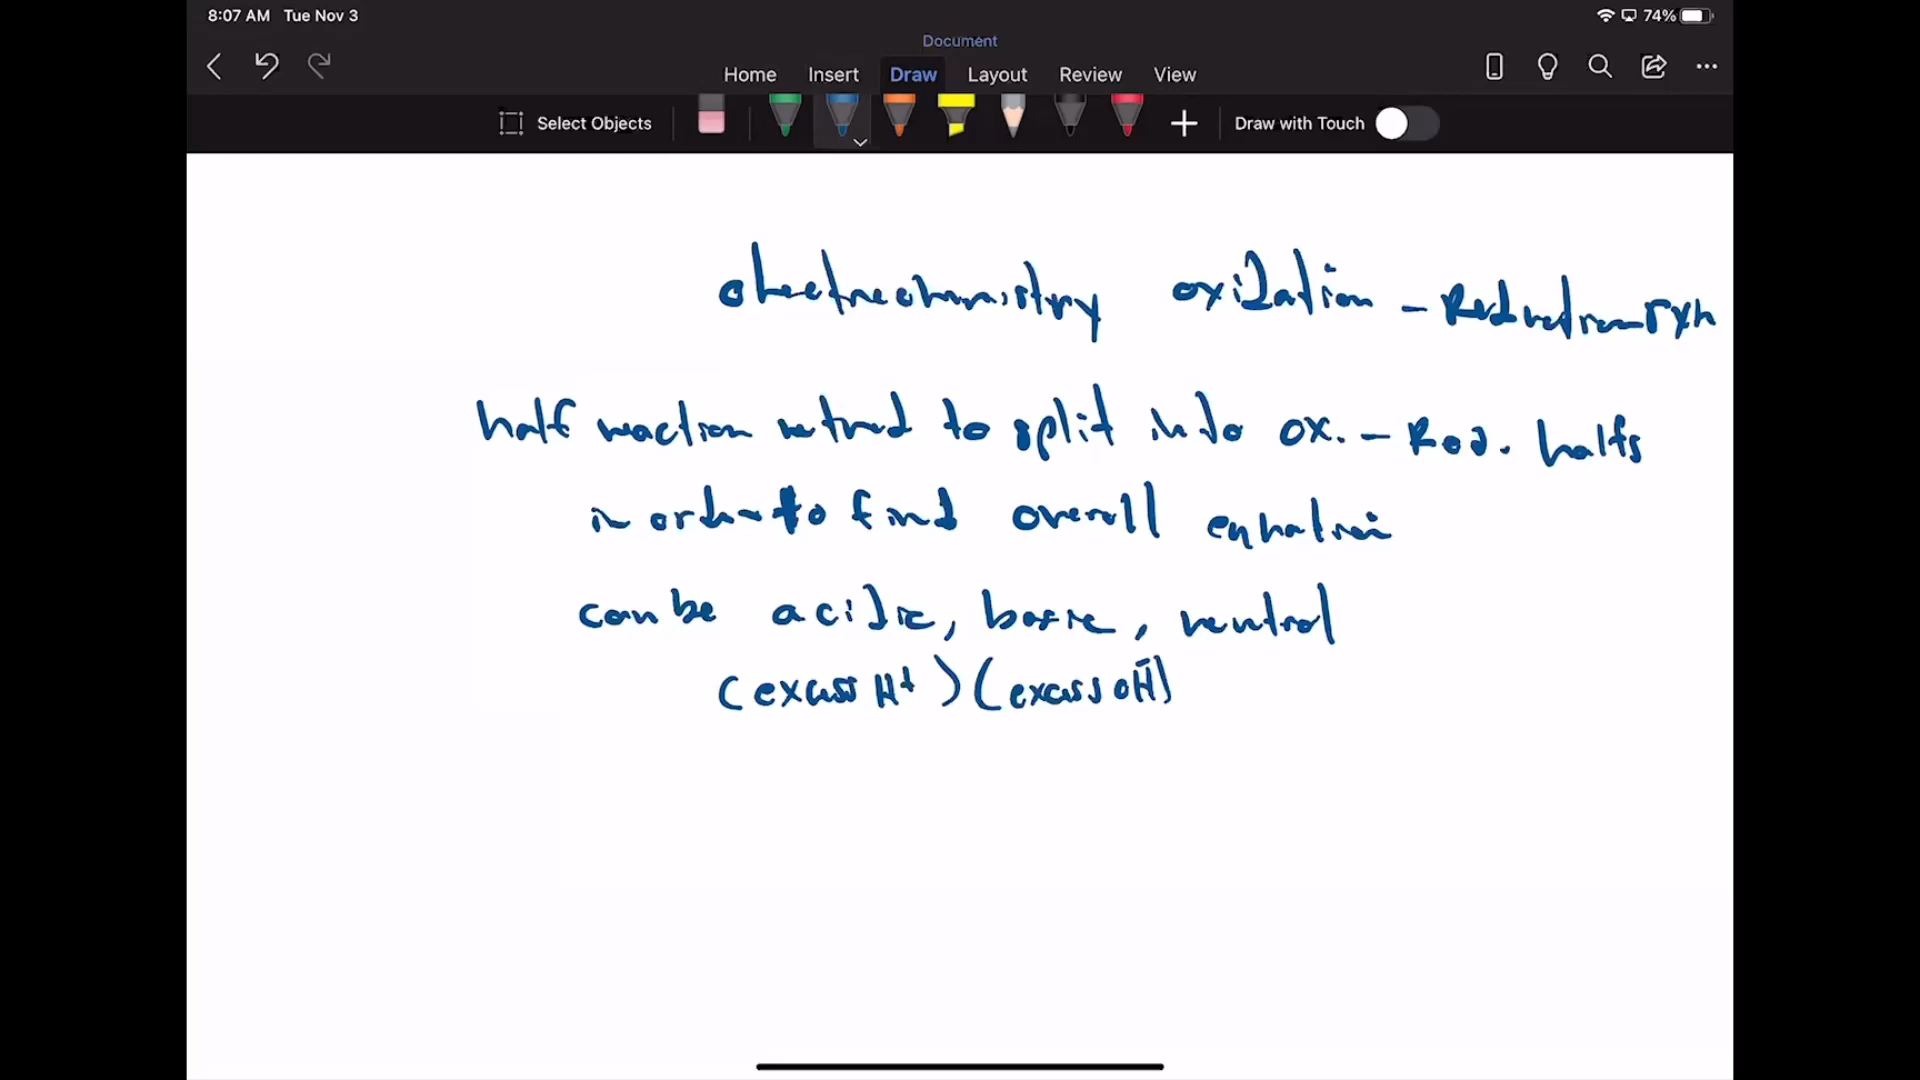 8:07 AM Tue Nov 3 74%
Document
Home Insert Draw Layout Review View
Select Objects Draw with Touch
electrochemistry oxidation - Reduction rxn
half reaction method to split into ox. - Red. halfs
in order to find overall equation
can be acidic, basic, neutral
(excess H+) (excess OH-)